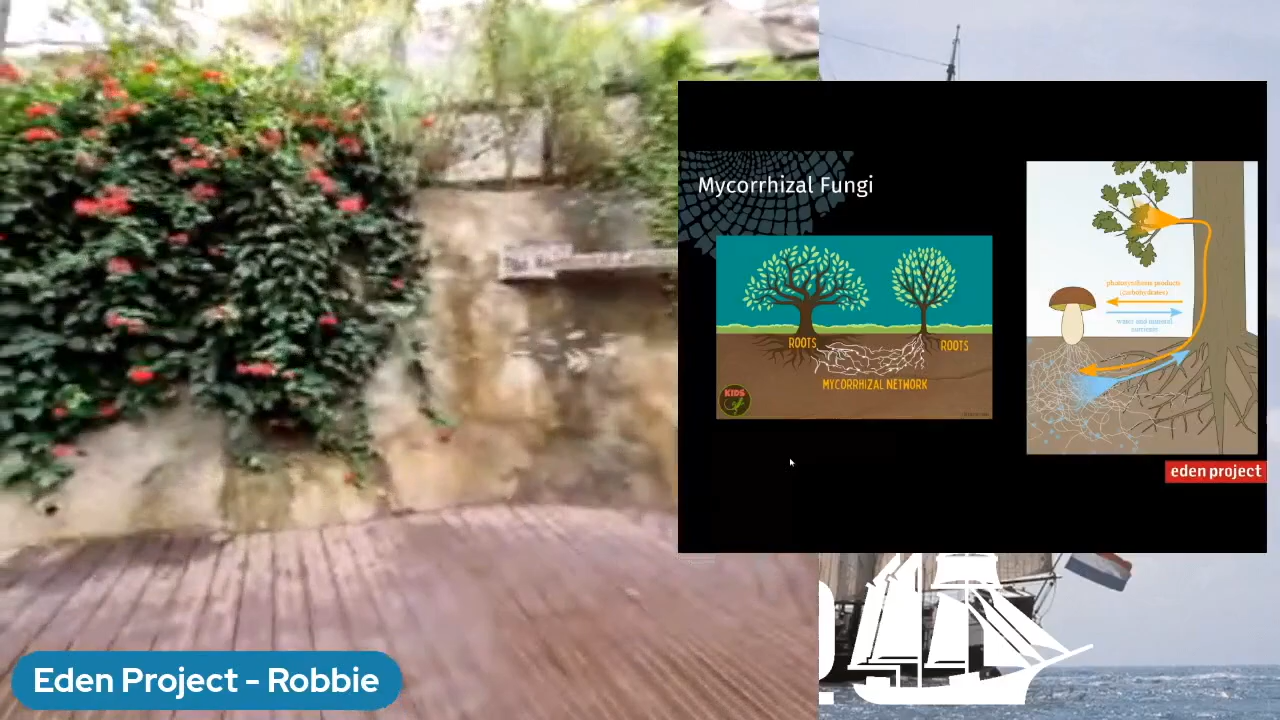 Mycorrhizal Fungi
ROOTS
ROOTS
MYCORRHIZAL NETWORK
KIDS
photosynthesis products
(carbohydrates)
water and mineral
nutrients
eden project
Eden Project - Robbie